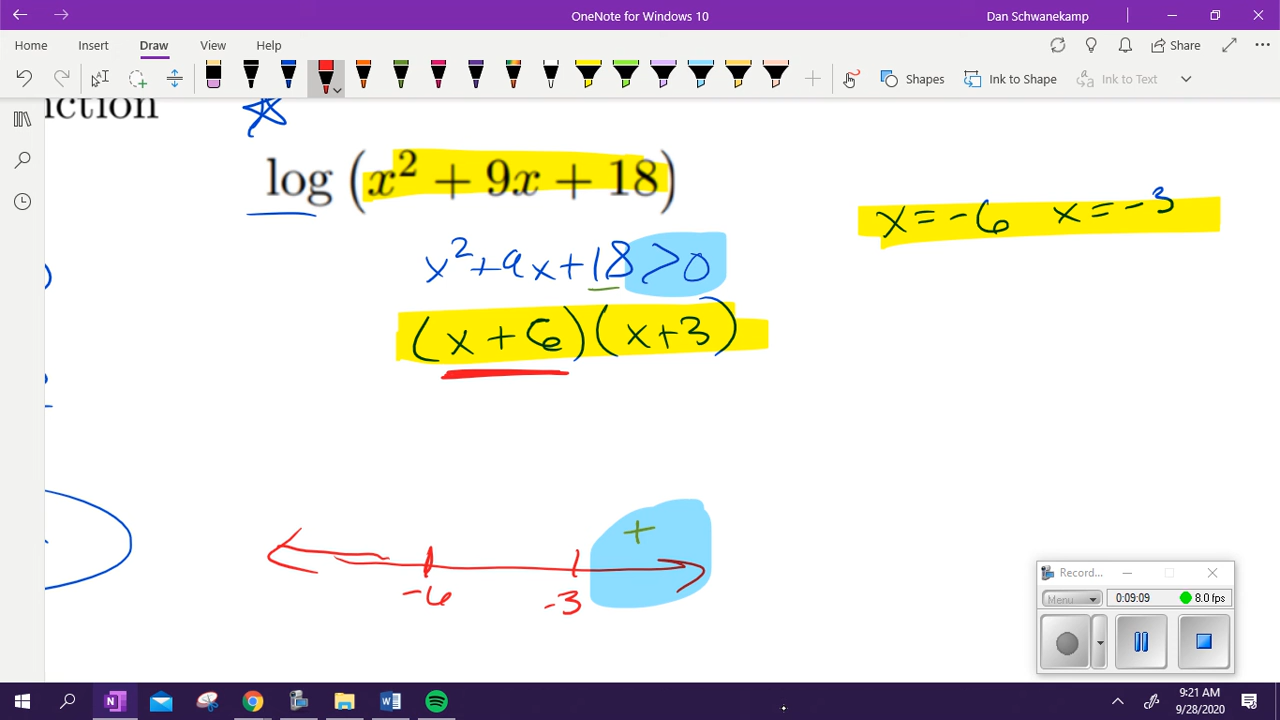 OneNote for Windows 10
Dan Schwanekamp
Home Insert Draw View Help
Share
Shapes Ink to Shape Ink to Text
nction
log (x² + 9x + 18)
x = -6 x = -3
x² + 9x + 18 > 0
(x + 6)(x + 3)
+
-6 -3
Record...
Menu 0:09:09 8.0 fps
9:21 AM
9/28/2020